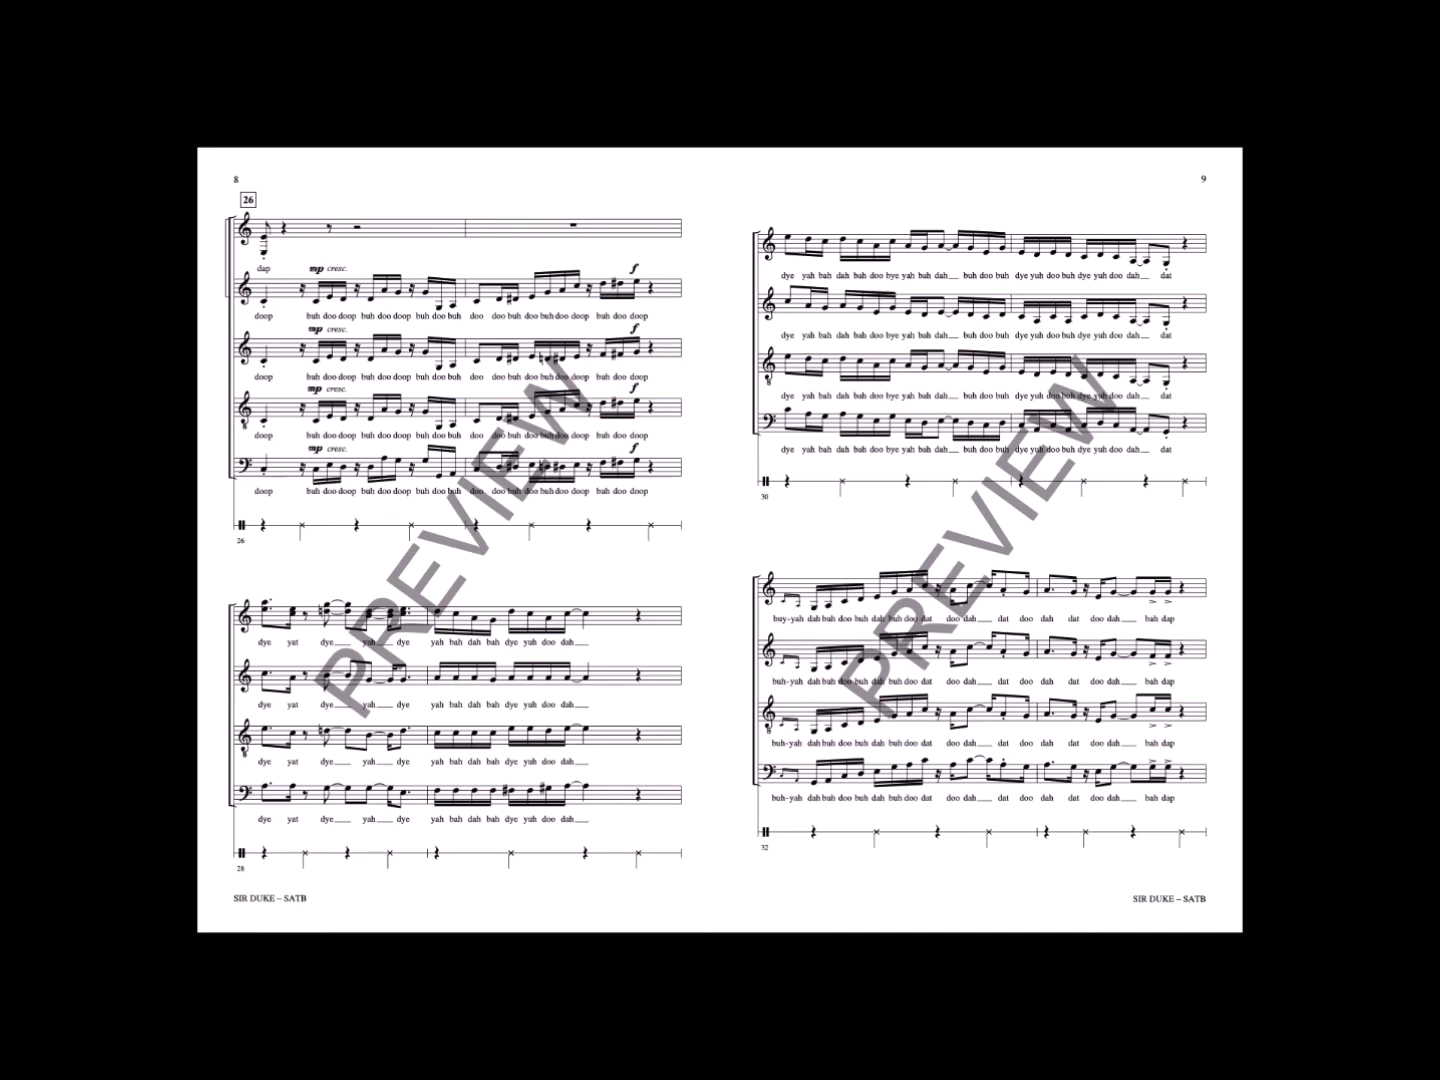 8
26
dap mp cresc. f
doop buh doo doop buh doo doop buh doo buh doo doo buh doo buh doo doop buh doo doop
mp cresc. f
doop buh doo doop buh doo doop buh doo buh doo doo buh doo buh doo doop buh doo doop
mp cresc. f
doop buh doo doop buh doo doop buh doo buh doo doo buh doo buh doo doop buh doo doop
mp cresc. f
doop buh doo doop buh doo doop buh doo buh doo doo buh doo buh doo doop buh doo doop
26
dye yat dye yah dye yah bah dah bah dye yuh doo dah
dye yat dye yah dye yah bah dah bah dye yuh doo dah
dye yat dye yah dye yah bah dah bah dye yuh doo dah
dye yat dye yah dye yah bah dah bah dye yuh doo dah
28
SIR DUKE – SATB
PREVIEW
9
dye yah bah dah bah doo bye yah bah dah buh doo buh dye yuh doo buh dye yuh doo dah dat
dye yah bah dah bah doo bye yah bah dah buh doo buh dye yuh doo buh dye yuh doo dah dat
dye yah bah dah bah doo bye yah bah dah buh doo buh dye yuh doo buh dye yuh doo dah dat
dye yah bah dah bah doo bye yah bah dah buh doo buh dye yuh doo buh dye yuh doo dah dat
30
buy-yah dah buh doo buh dah buh doo dat doo dah dat doo dah dat doo dah bah dap
buh-yah dah buh doo buh dah buh doo dat doo dah dat doo dah dat doo dah bah dap
buh-yah dah buh doo buh dah buh doo dat doo dah dat doo dah dat doo dah bah dap
buh-yah dah buh doo buh dah buh doo dat doo dah dat doo dah dat doo dah bah dap
32
SIR DUKE – SATB
PREVIEW